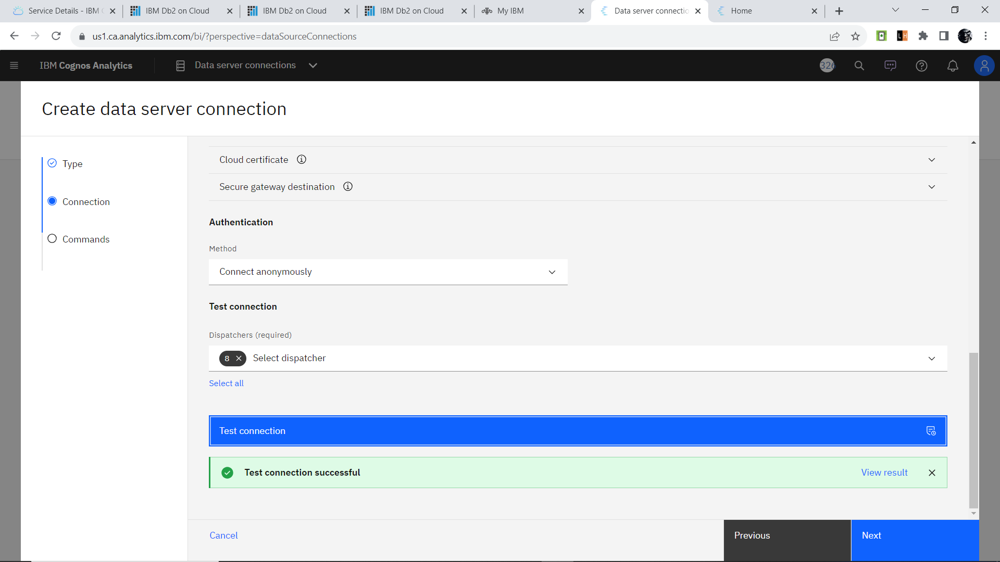 Service Details - IBM
IBM Db2 on Cloud
IBM Db2 on Cloud
IBM Db2 on Cloud
My IBM
Data server connectio
Home
us1.ca.analytics.ibm.com/bi/?perspective=dataSourceConnections
LH
IBM Cognos Analytics
Data server connections
326
Create data server connection
Type
Connection
Commands
Cloud certificate
Secure gateway destination
Authentication
Method
Connect anonymously
Test connection
Dispatchers (required)
8 Select dispatcher
Select all
Test connection
Test connection successful
View result
Cancel
Previous
Next